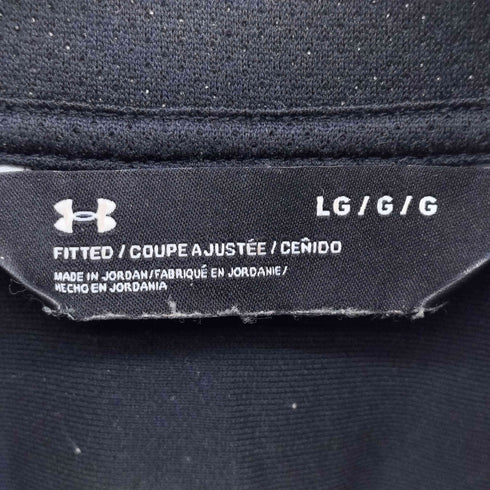 LG / G / G
FITTED / COUPE AJUSTÉE / CEÑIDO
MADE IN JORDAN/FABRIQUÉ EN JORDANIE/
HECHO EN JORDANIA